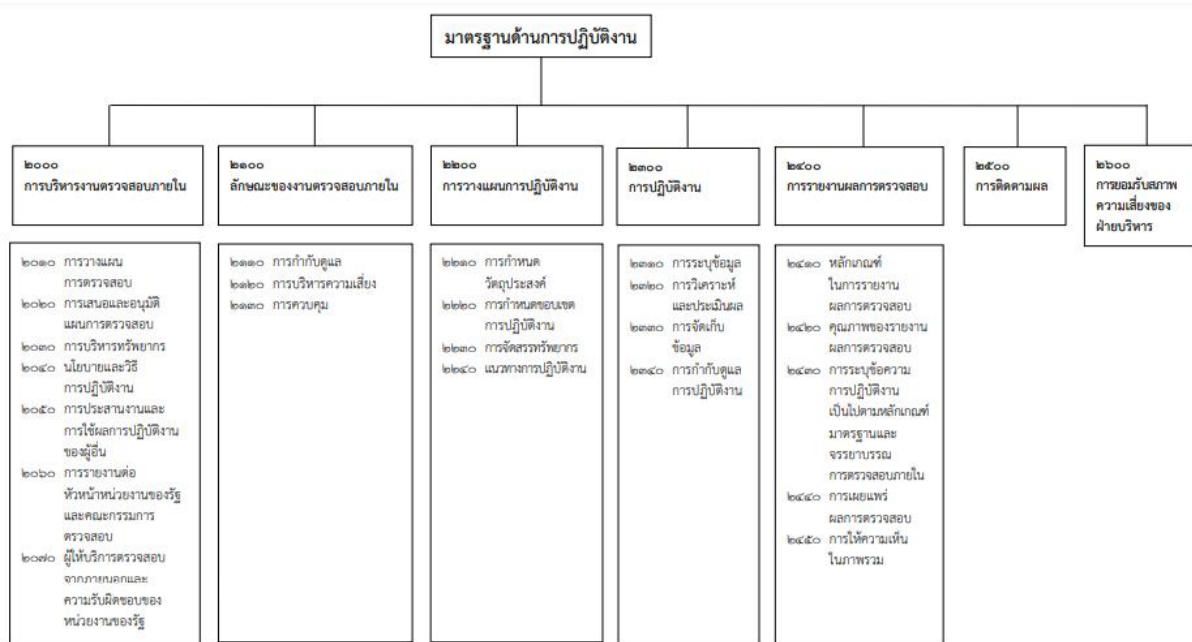 มาตรฐานด้านการปฏิบัติงาน
๒๐๐๐
การบริหารงานตรวจสอบภายใน
๒๑๐๐
ลักษณะของงานตรวจสอบภายใน
๒๒๐๐
การวางแผนการปฏิบัติงาน
๒๓๐๐
การปฏิบัติงาน
๒๔๐๐
การรายงานผลการตรวจสอบ
๒๕๐๐
การติดตามผล
๒๖๐๐
การยอมรับสภาพ
ความเสี่ยงของ
ฝ่ายบริหาร
๒๐๑๐ การวางแผน
การตรวจสอบ
๒๐๒๐ การเสนอและอนุมัติ
แผนการตรวจสอบ
๒๐๓๐ การบริหารทรัพยากร
๒๐๔๐ นโยบายและวิธี
การปฏิบัติงาน
๒๐๕๐ การประสานงานและ
การใช้ผลการปฏิบัติงาน
ของผู้อื่น
๒๐๖๐ การรายงานต่อ
หัวหน้าหน่วยงานของรัฐ
และคณะกรรมการ
ตรวจสอบ
๒๐๗๐ ผู้ให้บริการตรวจสอบ
จากภายนอกและ
ความรับผิดชอบของ
หน่วยงานของรัฐ
๒๑๑๐ การกำกับดูแล
๒๑๒๐ การบริหารความเสี่ยง
๒๑๓๐ การควบคุม
๒๒๑๐ การกำหนด
วัตถุประสงค์
๒๒๒๐ การกำหนดขอบเขต
การปฏิบัติงาน
๒๒๓๐ การจัดสรรทรัพยากร
๒๒๔๐ แนวทางการปฏิบัติงาน
๒๓๑๐ การระบุข้อมูล
๒๓๒๐ การวิเคราะห์
และประเมินผล
๒๓๓๐ การจัดเก็บ
ข้อมูล
๒๓๔๐ การกำกับดูแล
การปฏิบัติงาน
๒๔๑๐ หลักเกณฑ์
ในการรายงาน
ผลการตรวจสอบ
๒๔๒๐ คุณภาพของรายงาน
ผลการตรวจสอบ
๒๔๓๐ การระบุข้อความ
การปฏิบัติงาน
เป็นไปตามหลักเกณฑ์
มาตรฐานและ
จรรยาบรรณ
การตรวจสอบภายใน
๒๔๔๐ การเผยแพร่
ผลการตรวจสอบ
๒๔๕๐ การให้ความเห็น
ในภาพรวม